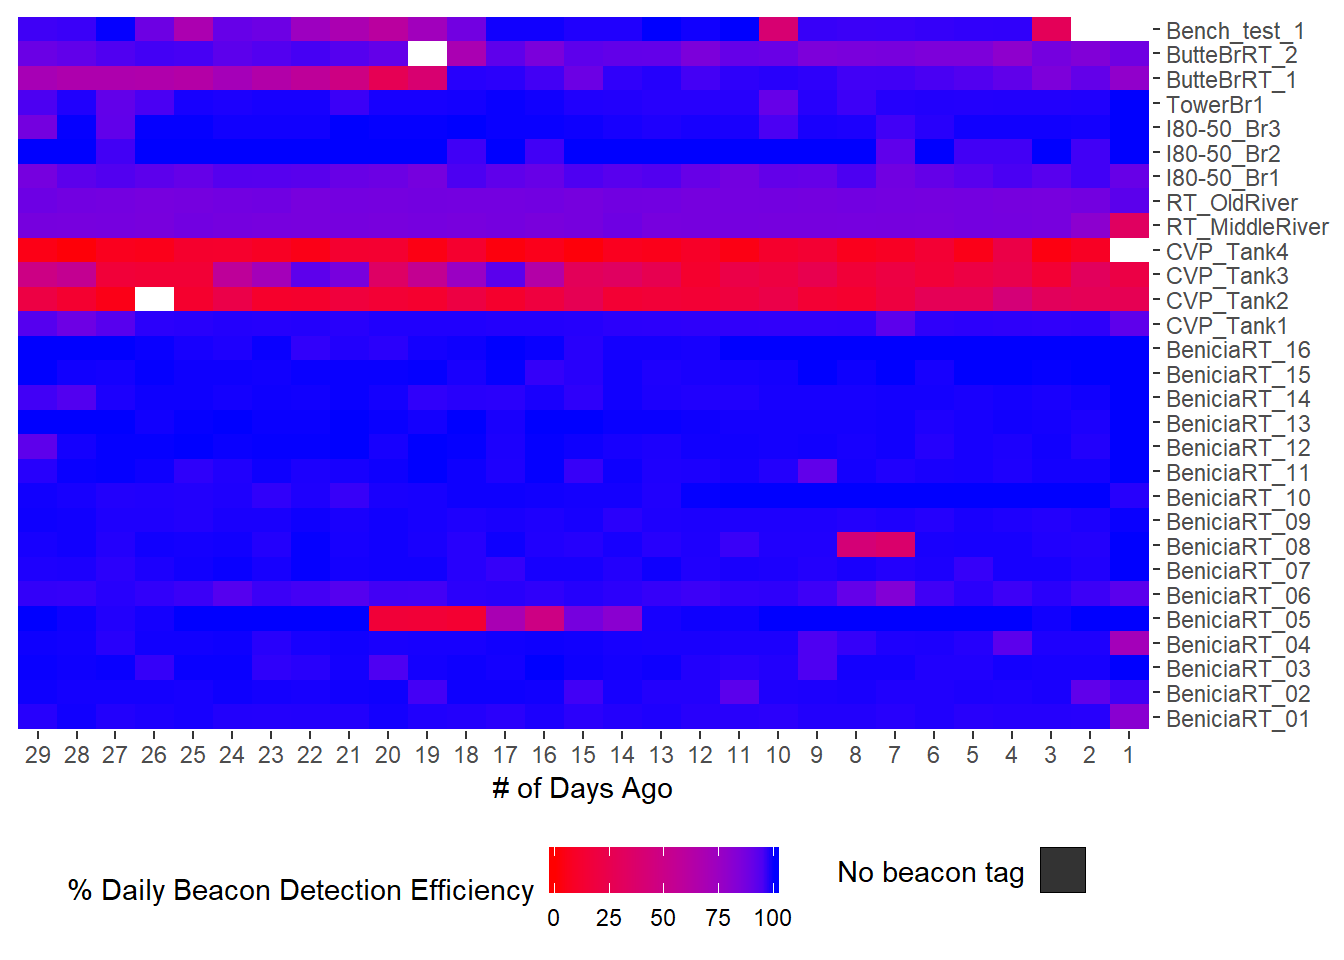 Bench_test_1
ButteBrRT_2
ButteBrRT_1
TowerBr1
I80-50_Br3
I80-50_Br2
I80-50_Br1
RT_OldRiver
RT_MiddleRiver
CVP_Tank4
CVP_Tank3
CVP_Tank2
CVP_Tank1
BeniciaRT_16
BeniciaRT_15
BeniciaRT_14
BeniciaRT_13
BeniciaRT_12
BeniciaRT_11
BeniciaRT_10
BeniciaRT_09
BeniciaRT_08
BeniciaRT_07
BeniciaRT_06
BeniciaRT_05
BeniciaRT_04
BeniciaRT_03
BeniciaRT_02
BeniciaRT_01
29 28 27 26 25 24 23 22 21 20 19 18 17 16 15 14 13 12 11 10 9 8 7 6 5 4 3 2 1
# of Days Ago
% Daily Beacon Detection Efficiency
0 25 50 75 100
No beacon tag